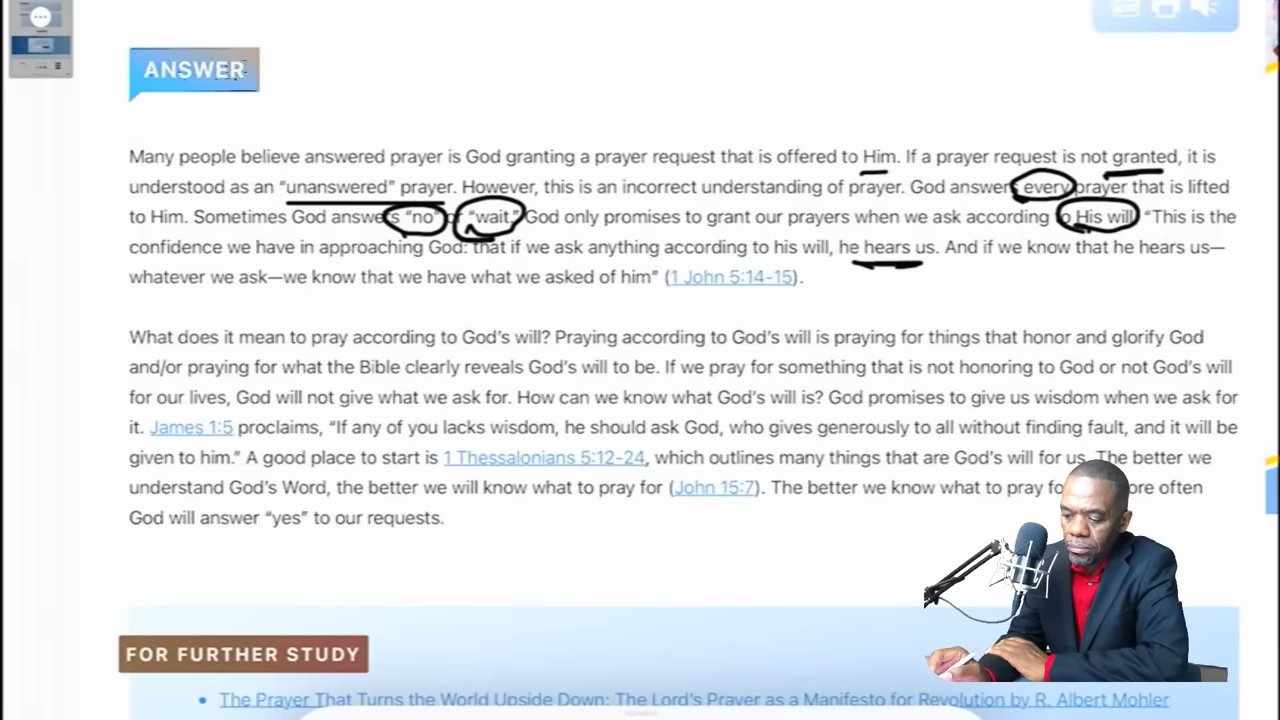 ANSWER
Many people believe answered prayer is God granting a prayer request that is offered to Him. If a prayer request is not granted, it is
understood as an “unanswered” prayer. However, this is an incorrect understanding of prayer. God answers every prayer that is lifted
to Him. Sometimes God answers “no” or “wait.” God only promises to grant our prayers when we ask according to His will “This is the
confidence we have in approaching God: that if we ask anything according to his will, he hears us. And if we know that he hears us—
whatever we ask—we know that we have what we asked of him” (1 John 5:14-15).
What does it mean to pray according to God’s will? Praying according to God’s will is praying for things that honor and glorify God
and/or praying for what the Bible clearly reveals God’s will to be. If we pray for something that is not honoring to God or not God’s will
for our lives, God will not give what we ask for. How can we know what God’s will is? God promises to give us wisdom when we ask for
it. James 1:5 proclaims, “If any of you lacks wisdom, he should ask God, who gives generously to all without finding fault, and it will be
given to him.” A good place to start is 1 Thessalonians 5:12-24, which outlines many things that are God’s will for us. The better we
understand God’s Word, the better we will know what to pray for (John 15:7). The better we know what to pray often
God will answer “yes” to our requests.
FOR FURTHER STUDY
The Prayer That Turns the World Upside Down: The Lord’s Prayer as a Manifesto for Revolution by R. Albert Mohler